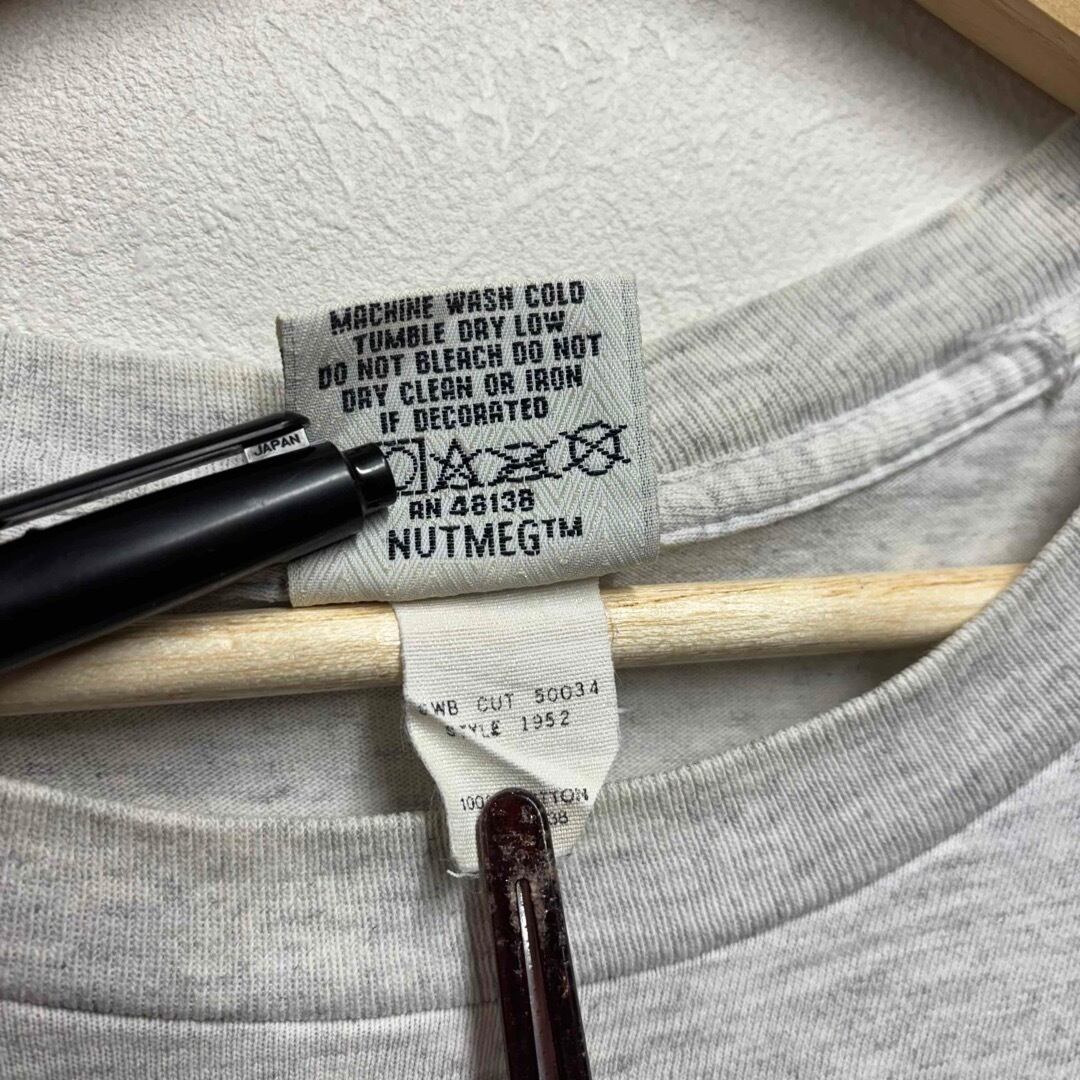 MACHINE WASH COLD
TUMBLE DRY LOW
DO NOT BLEACH DO NOT
DRY CLEAN OR IRON
IF DECORATED
JAPAN
RN 48138
NUTMEG™
CUT 50034
STYLE 1952